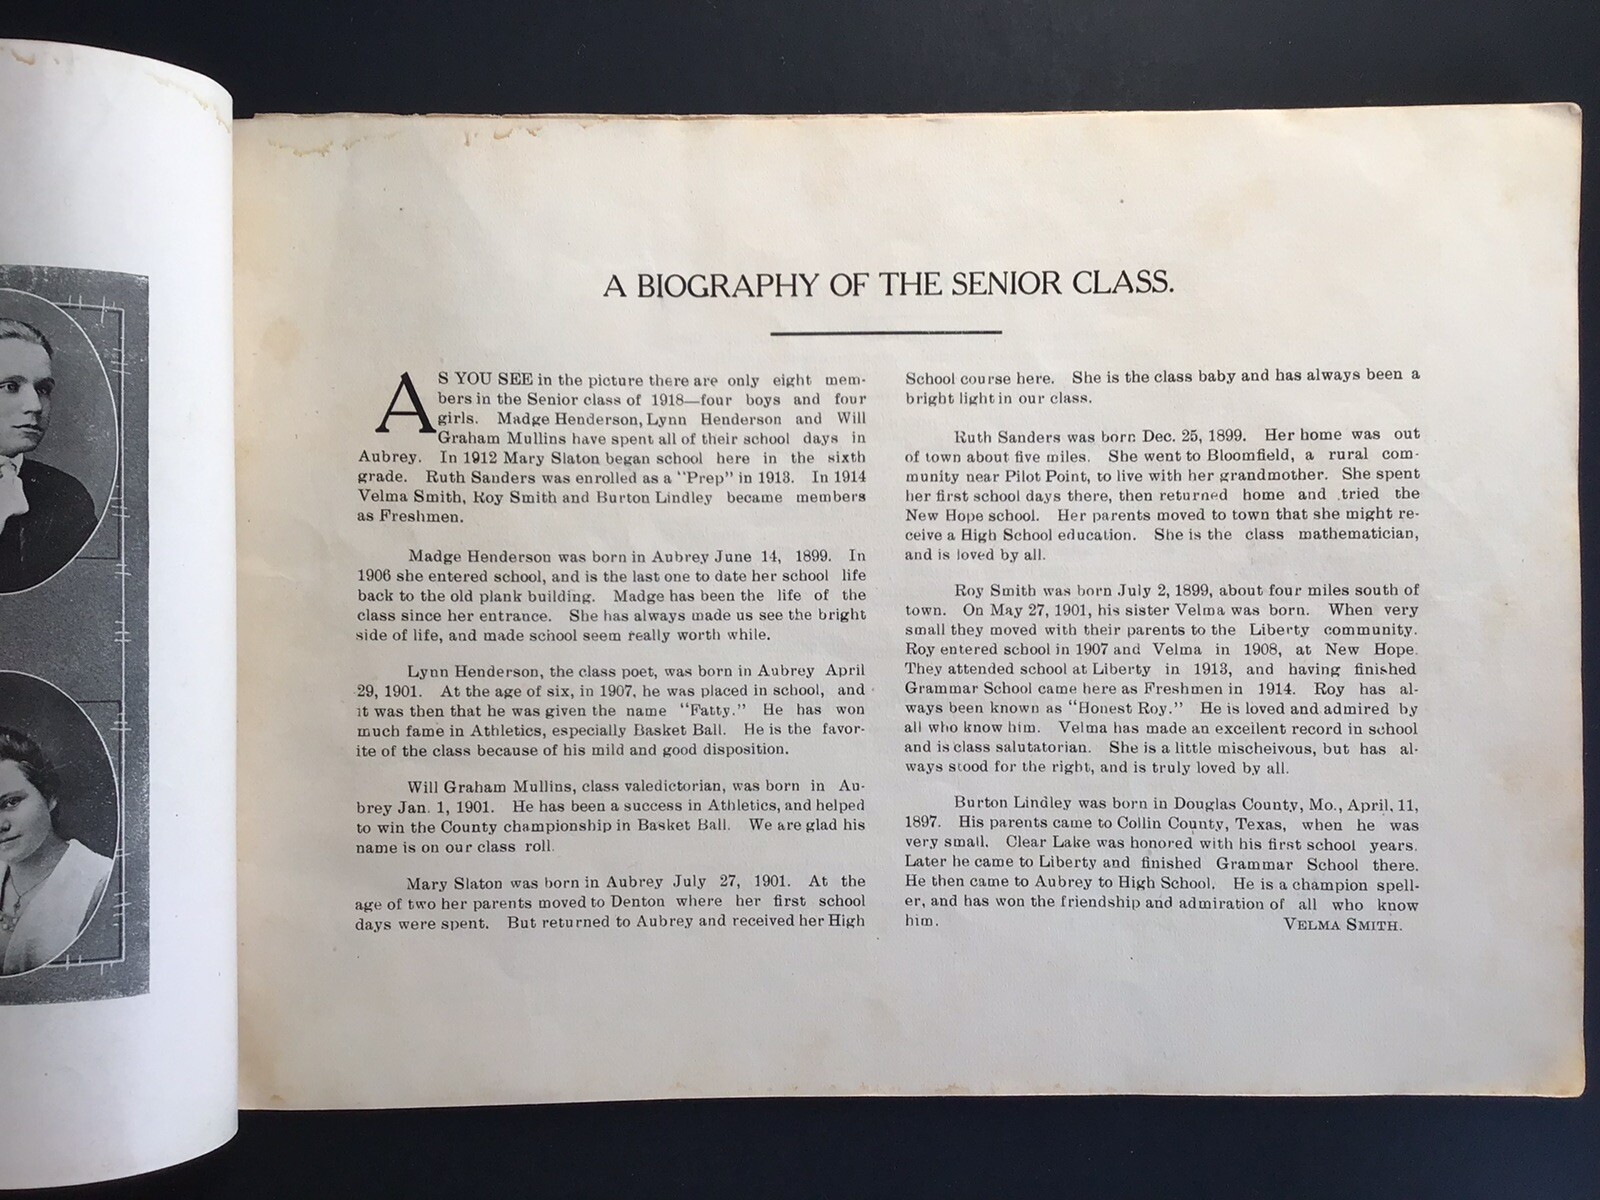 A BIOGRAPHY OF THE SENIOR CLASS.
AS YOU SEE in the picture there are only eight mem-
bers in the Senior class of 1918—four boys and four
girls. Madge Henderson, Lynn Henderson and Will
Graham Mullins have spent all of their school days in
Aubrey. In 1912 Mary Slaton began school here in the sixth
grade. Ruth Sanders was enrolled as a "Prep" in 1913. In 1914
Velma Smith, Roy Smith and Burton Lindley became members
as Freshmen.
Madge Henderson was born in Aubrey June 14, 1899. In
1906 she entered school, and is the last one to date her school life
back to the old plank building. Madge has been the life of the
class since her entrance. She has always made us see the bright
side of life, and made school seem really worth while.
Lynn Henderson, the class poet, was born in Aubrey April
29, 1901. At the age of six, in 1907, he was placed in school, and
it was then that he was given the name "Fatty." He has won
much fame in Athletics, especially Basket Ball. He is the favor-
ite of the class because of his mild and good disposition.
Will Graham Mullins, class valedictorian, was born in Au-
brey Jan. 1, 1901. He has been a success in Athletics, and helped
to win the County championship in Basket Ball. We are glad his
name is on our class roll.
Mary Slaton was born in Aubrey July 27, 1901. At the
age of two her parents moved to Denton where her first school
days were spent. But returned to Aubrey and received her High
School course here. She is the class baby and has always been a
bright light in our class.
Ruth Sanders was born Dec. 25, 1899. Her home was out
of town about five miles. She went to Bloomfield, a rural com-
munity near Pilot Point, to live with her grandmother. She spent
her first school days there, then returned home and tried the
New Hope school. Her parents moved to town that she might re-
ceive a High School education. She is the class mathematician,
and is loved by all.
Roy Smith was born July 2, 1899, about four miles south of
town. On May 27, 1901, his sister Velma was born. When very
small they moved with their parents to the Liberty community.
Roy entered school in 1907 and Velma in 1908, at New Hope.
They attended school at Liberty in 1913, and having finished
Grammar School came here as Freshmen in 1914. Roy has al-
ways been known as "Honest Roy." He is loved and admired by
all who know him. Velma has made an excellent record in school
and is class salutatorian. She is a little mischeivous, but has al-
ways stood for the right, and is truly loved by all.
Burton Lindley was born in Douglas County, Mo., April, 11,
1897. His parents came to Collin County, Texas, when he was
very small. Clear Lake was honored with his first school years.
Later he came to Liberty and finished Grammar School there.
He then came to Aubrey to High School. He is a champion spell-
er, and has won the friendship and admiration of all who know
him. VELMA SMITH.